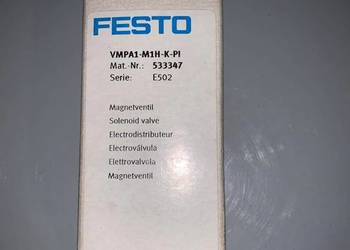 FESTO
VMPA1-M1H-K-PI
Mat.-Nr.: 533347
Serie: E502
Magnetventil
Solenoid valve
Electrodistributeur
Electroválvula
Elettrovalvola
Magnetventil